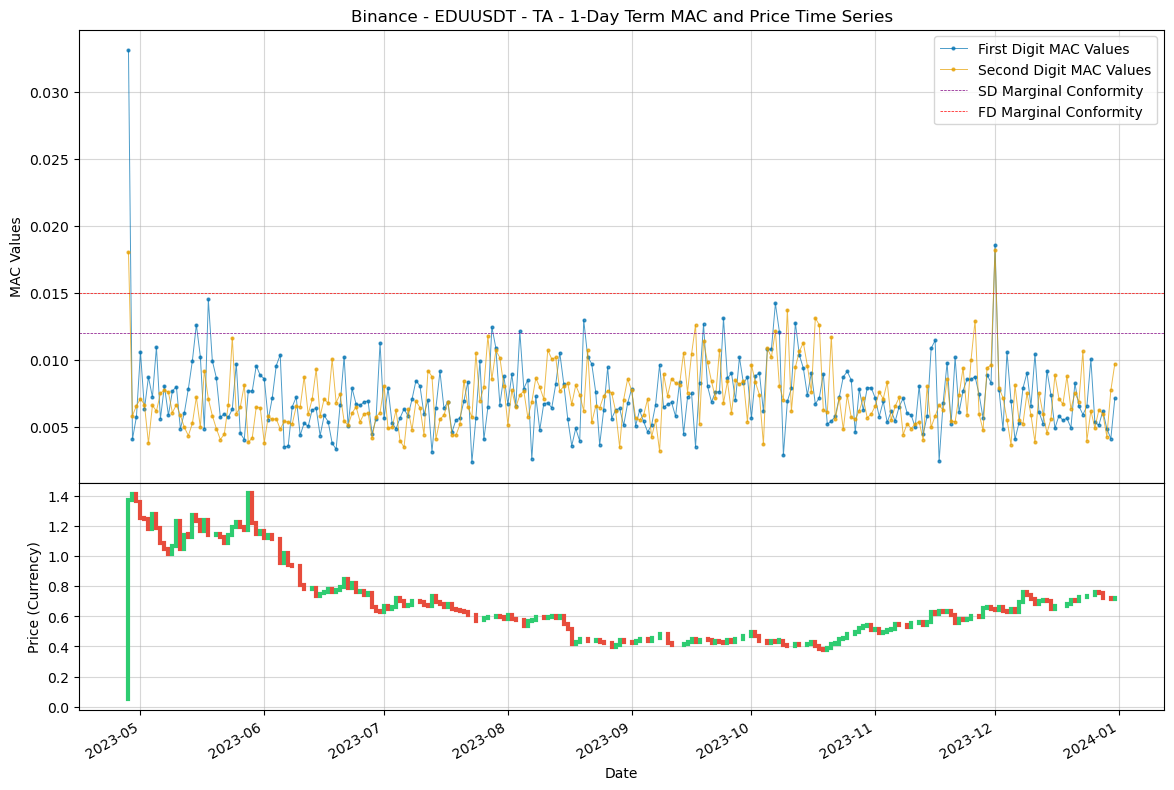 Binance - EDUUSDT - TA - 1-Day Term MAC and Price Time Series
First Digit MAC Values
Second Digit MAC Values
SD Marginal Conformity
FD Marginal Conformity
MAC Values
0.030
0.025
0.020
0.015
0.010
0.005
Price (Currency)
1.4
1.2
1.0
0.8
0.6
0.4
0.2
0.0
2023-05
2023-06
2023-07
2023-08
2023-09
2023-10
2023-11
2023-12
2024-01
Date